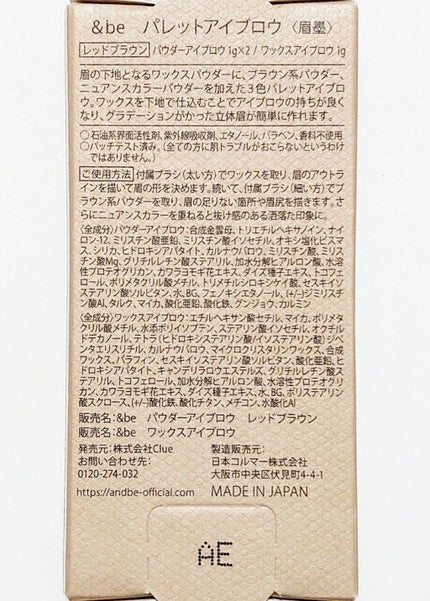 &be　パレットアイブロウ〈眉墨〉
レッドブラウン パウダーアイブロウ 1g×2 / ワックスアイブロウ 1g
眉の下地となるワックスパウダーに、ブラウン系パウダー、
ニュアンスカラーパウダーを加えた3色パレットアイブロ
ウ。ワックスを下地で仕込むことでアイブロウの持ちが良く
なり、グラデーションがかった立体眉が簡単に作れます。
○石油系界面活性剤、紫外線吸収剤、エタノール、パラベン、香料不使用
○パッチテスト済み。(全ての方に肌トラブルがおこらないというわけ
ではありません。)
ご使用方法 付属ブラシ(太い方)でワックスを取り、眉のアウトラ
インを描いて眉の形を決めます。続いて、付属ブラシ(細い方)でブ
ラウン系パウダーを取り、眉の足りない箇所や眉尻を描きます。さ
らにニュアンスカラーを重ねると抜け感のある洒落た印象に。
〈全成分〉パウダーアイブロウ:合成金雲母、トリエチルヘキサノイン、ナ
イロン-12、ミリスチン酸亜鉛、ミリスチン酸イソセチル、オキシ塩化ビスマ
ス、シリカ、ヒドロキシアパタイト、カルナウバロウ、ミリスチン酸、ミリスチン
酸Mg、グリチルレチン酸ステアリル、加水分解ヒアルロン酸、水溶
性プロテオグリカン、カワラヨモギ花エキス、ダイズ種子エキス、トコフェ
ロール、ポリメタクリル酸メチル、トリメチルシロキシケイ酸、セスキイソ
ステアリン酸ソルビタン、水、BG、フェノキシエタノール、(+/-)ジミリスチ
ン酸Al、タルク、マイカ、酸化亜鉛、酸化鉄、グンジョウ、カルミン
〈全成分〉ワックスアイブロウ:エチルヘキサン酸セチル、マイカ、ポリメタ
クリル酸メチル、水添ポリイソブテン、ステアリン酸イソセチル、オクチル
ドデカノール、テトラ(ヒドロキシステアリン酸/イソステアリン酸)ジペ
ンタエリスリチル、カルナウバロウ、マイクロクリスタリンワックス、合成
ワックス、パラフィン、セスキイソステアリン酸ソルビタン、酸化亜鉛、ヒ
ドロキシアパタイト、キャンデリラロウエステルズ、グリチルレチン酸ス
テアリル、トコフェロール、加水分解ヒアルロン酸、水溶性プロテオグリ
カン、カワラヨモギ花エキス、ダイズ種子エキス、水、BG、ポリステアリン
酸スクロース、(+/-)酸化鉄、酸化チタン、メチコン、水酸化Al
販売名:&be　パウダーアイブロウ　レッドブラウン
販売名:&be　ワックスアイブロウ
発売元:株式会社Clue
お問い合わせ先:
0120-274-032
製造販売元:
日本コルマー株式会社
大阪市中央区伏見町4-4-1
https://andbe-official.com
MADE IN JAPAN
AE